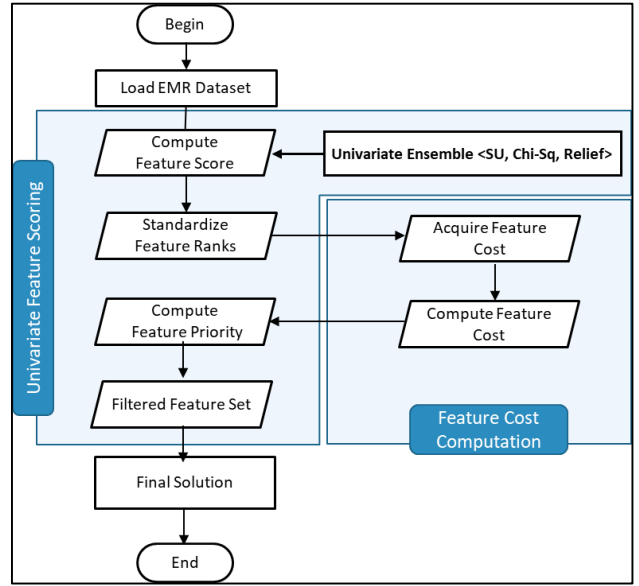 Begin
Load EMR Dataset
Compute
Feature Score
Univariate Ensemble <SU, Chi-Sq, Relief>
Standardize
Feature Ranks
Acquire Feature
Cost
Compute
Feature Priority
Compute Feature
Cost
Filtered Feature Set
Univariate Feature Scoring
Feature Cost
Computation
Final Solution
End